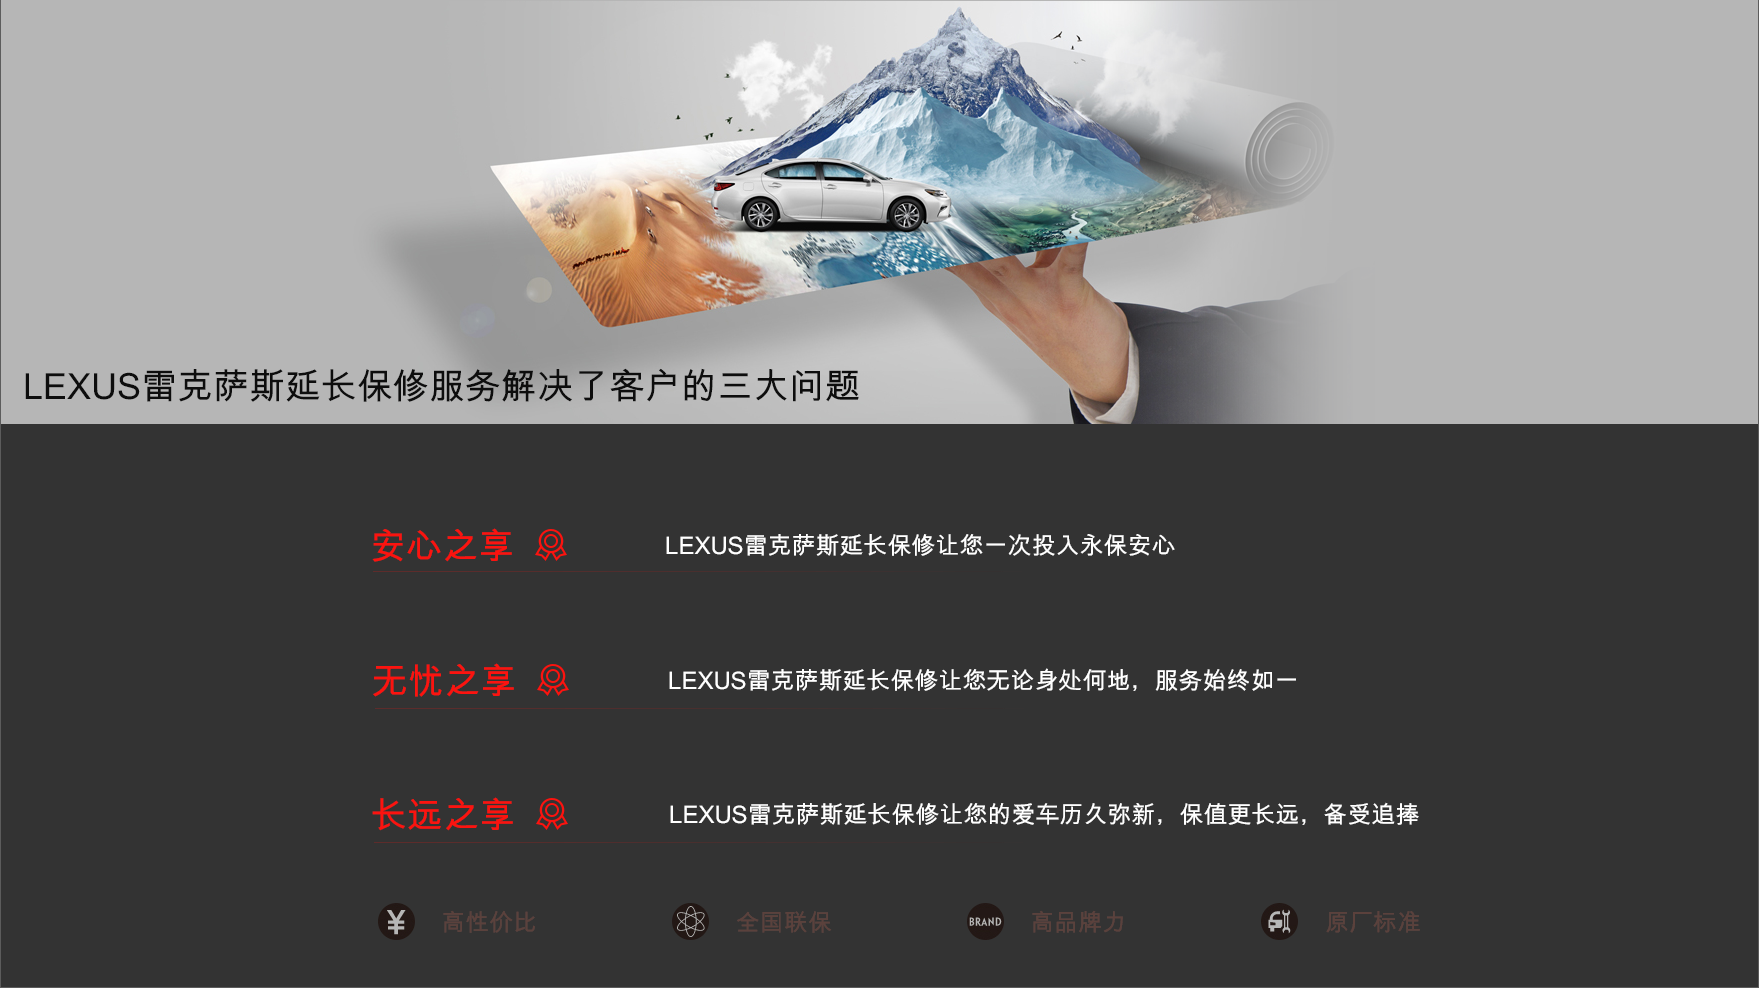 LEXUS雷克萨斯延长保修服务解决了客户的三大问题
安心之享
LEXUS雷克萨斯延长保修让您一次投入永保安心
无忧之享
LEXUS雷克萨斯延长保修让您无论身处何地，服务始终如一
长远之享
LEXUS雷克萨斯延长保修让您的爱车历久弥新，保值更长远，备受追捧
¥ 高性价比
全国联保
BRAND 高品牌力
原厂标准